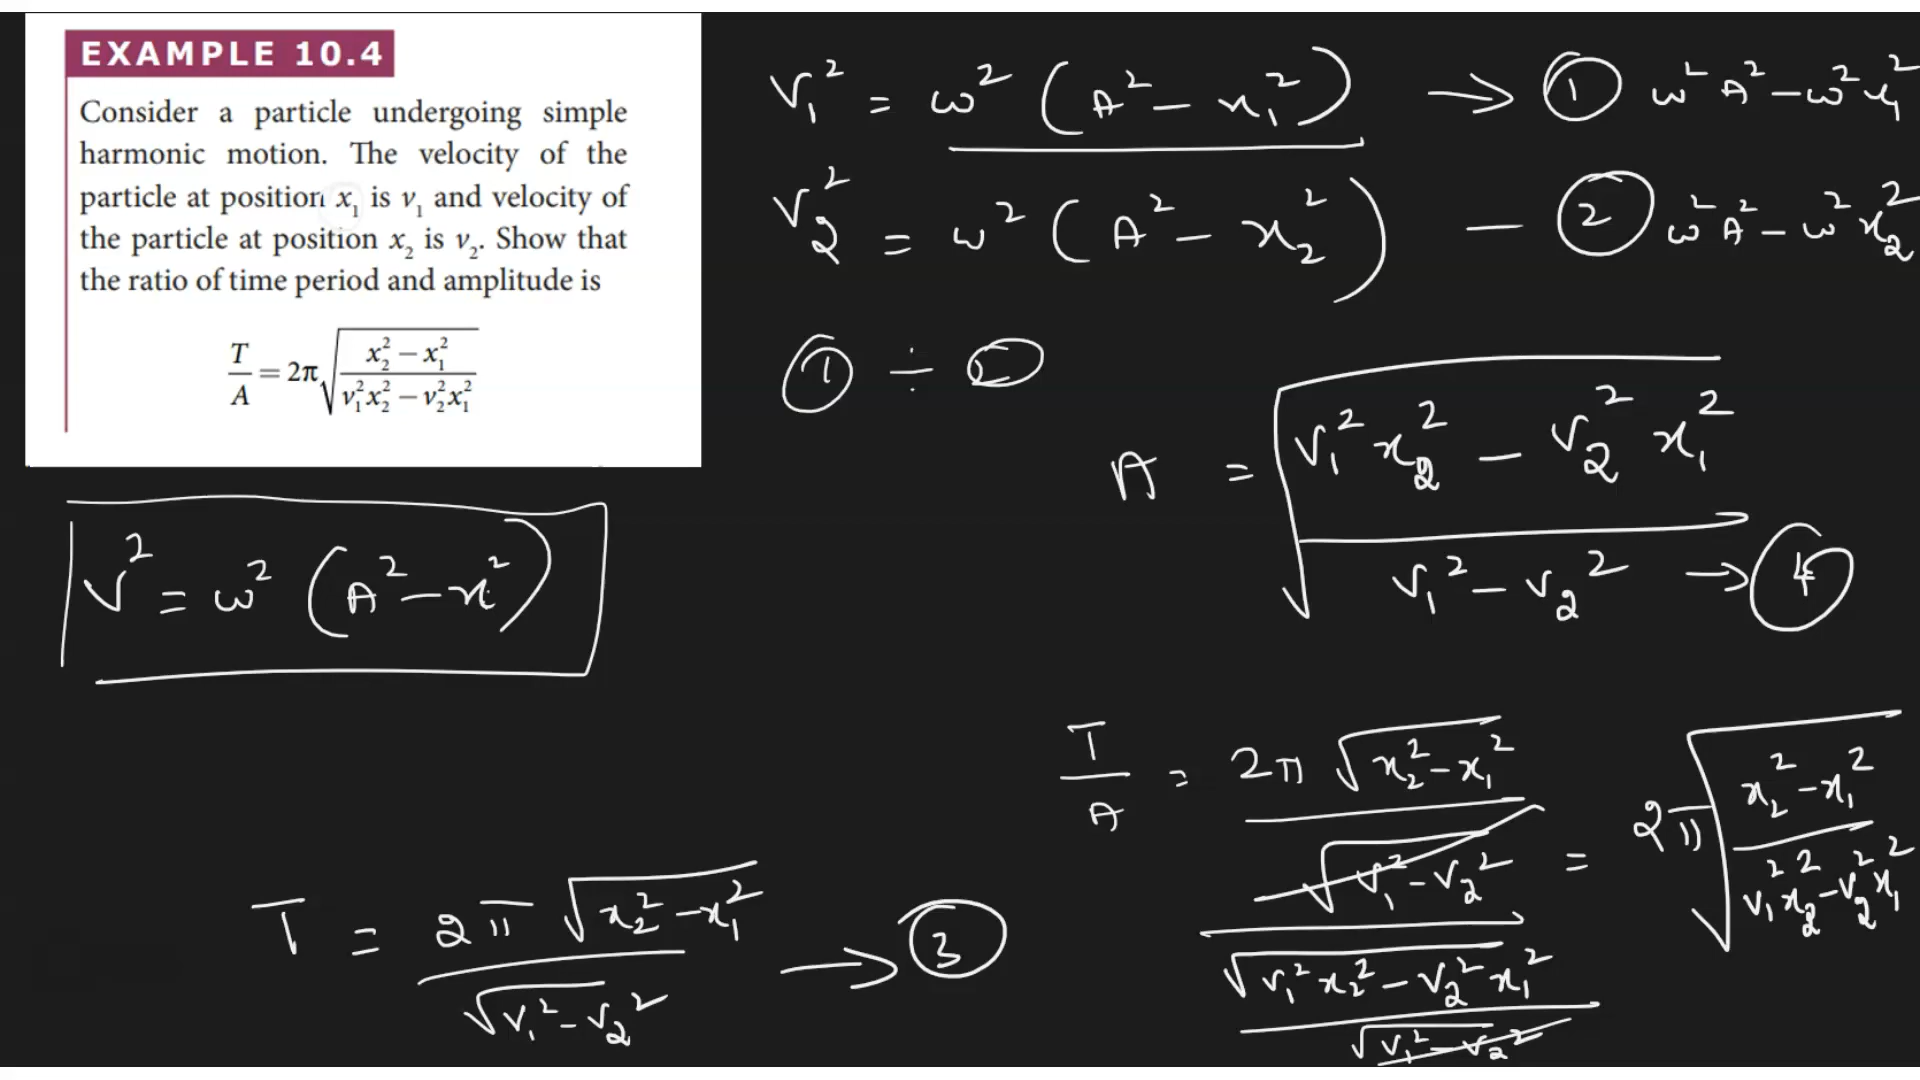 EXAMPLE 10.4
Consider a particle undergoing simple
harmonic motion. The velocity of the
particle at position x₁ is v₁ and velocity of
the particle at position x₂ is v₂. Show that
the ratio of time period and amplitude is
T/A = 2π√((x₂² − x₁²)/(v₁²x₂² − v₂²x₁²))
V² = ω² (A² − x²)
V₁² = ω² (A² − x₁²) → ① ω²A² − ω²x₁²
V₂² = ω² (A² − x₂²) — ② ω²A² − ω²x₂²
① ÷ ②
A = √((V₁²x₂² − V₂²x₁²)/(V₁² − V₂²)) → ④
T = 2π√(x₂² − x₁²) / √(V₁² − V₂²) → ③
T/A = (2π√(x₂² − x₁²) / √(V₁² − V₂²)) / (√(V₁²x₂² − V₂²x₁²) / √(V₁² − V₂²)) = 2π√((x₂² − x₁²)/(V₁²x₂² − V₂²x₁²))